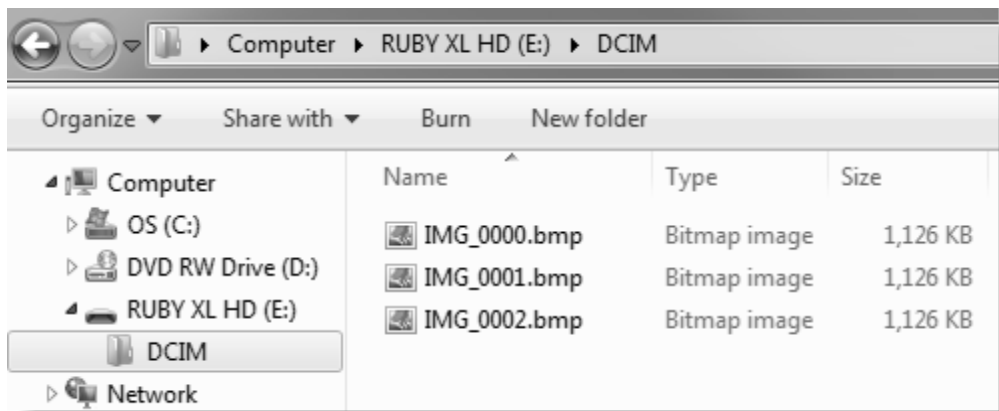 Computer RUBY XL HD (E:) DCIM
Organize Share with Burn New folder
Computer
OS (C:)
DVD RW Drive (D:)
RUBY XL HD (E:)
DCIM
Network
Name Type Size
IMG_0000.bmp Bitmap image 1,126 KB
IMG_0001.bmp Bitmap image 1,126 KB
IMG_0002.bmp Bitmap image 1,126 KB